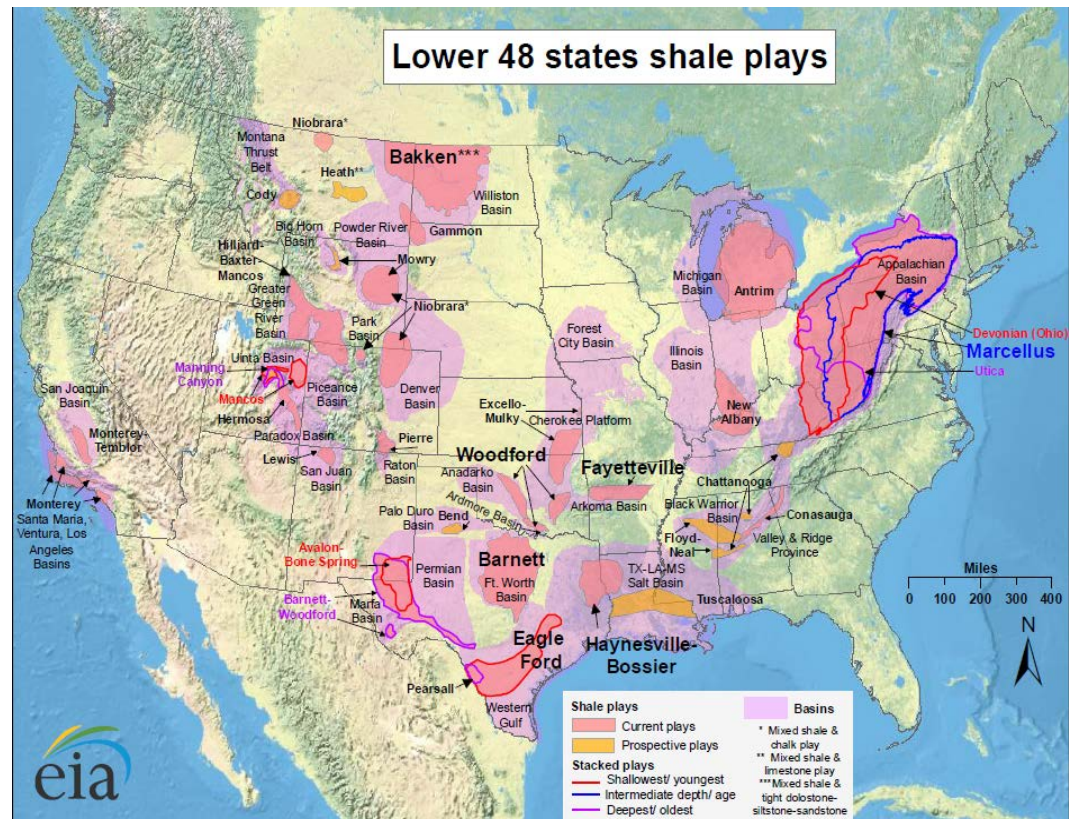 Lower 48 states shale plays
Niobrara*
Montana
Thrust
Belt
Bakken***
Heath**
Cody
Williston
Basin
Big Horn
Basin
Powder River
Basin
Gammon
Hilliard-
Baxter-
Mancos
Mowry
Greater
Green
River
Basin
Niobrara*
Park
Basin
Michigan
Basin
Antrim
Appalachian
Basin
Devonian (Ohio)
Marcellus
Utica
Forest
City Basin
Illinois
Basin
Uinta Basin
Manning
Canyon
Mancos
Piceance
Basin
Denver
Basin
San Joaquin
Basin
Hermosa
Paradox Basin
Excello-
Mulky
Cherokee Platform
New
Albany
Monterey-
Temblor
Lewis
San Juan
Basin
Pierre
Raton
Basin
Woodford
Anadarko
Basin
Fayetteville
Chattanooga
Monterey
Santa Maria,
Ventura, Los
Angeles
Basins
Palo Duro
Basin
Bend
Ardmore Basin
Arkoma Basin
Black Warrior
Basin
Conasauga
Floyd-
Neal
Valley & Ridge
Province
Avalon-
Bone Spring
Permian
Basin
Barnett
Ft. Worth
Basin
TX-LA-MS
Salt Basin
Tuscaloosa
Barnett-
Woodford
Marfa
Basin
Eagle
Ford
Haynesville-
Bossier
Pearsall
Western
Gulf
Miles
0 100 200 300 400
N
Shale plays
Current plays
Prospective plays
Stacked plays
Shallowest/ youngest
Intermediate depth/ age
Deepest/ oldest
Basins
* Mixed shale &
chalk play
** Mixed shale &
limestone play
***Mixed shale &
tight dolostone-
siltstone-sandstone
eia